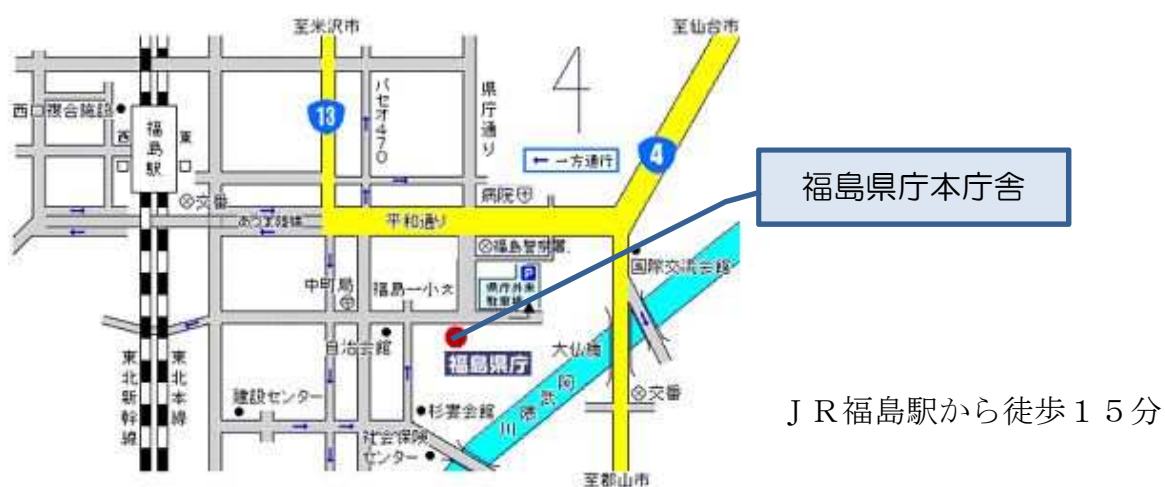 至米沢市
至仙台市
13
パセオ470
県庁通り
西口複合施設
西口
福島駅
東口
4
← 一方通行
福島県庁本庁舎
病院
交番
あづま陸橋
平和通り
福島警察署
国際交流会館
P
県庁外来
駐車場
中町局
福島一小
自治会館
福島県庁
大仏橋
阿武隈川
東北新幹線
東北本線
建設センター
杉妻会館
交番
社会保険
センター
至郡山市
JR福島駅から徒歩15分